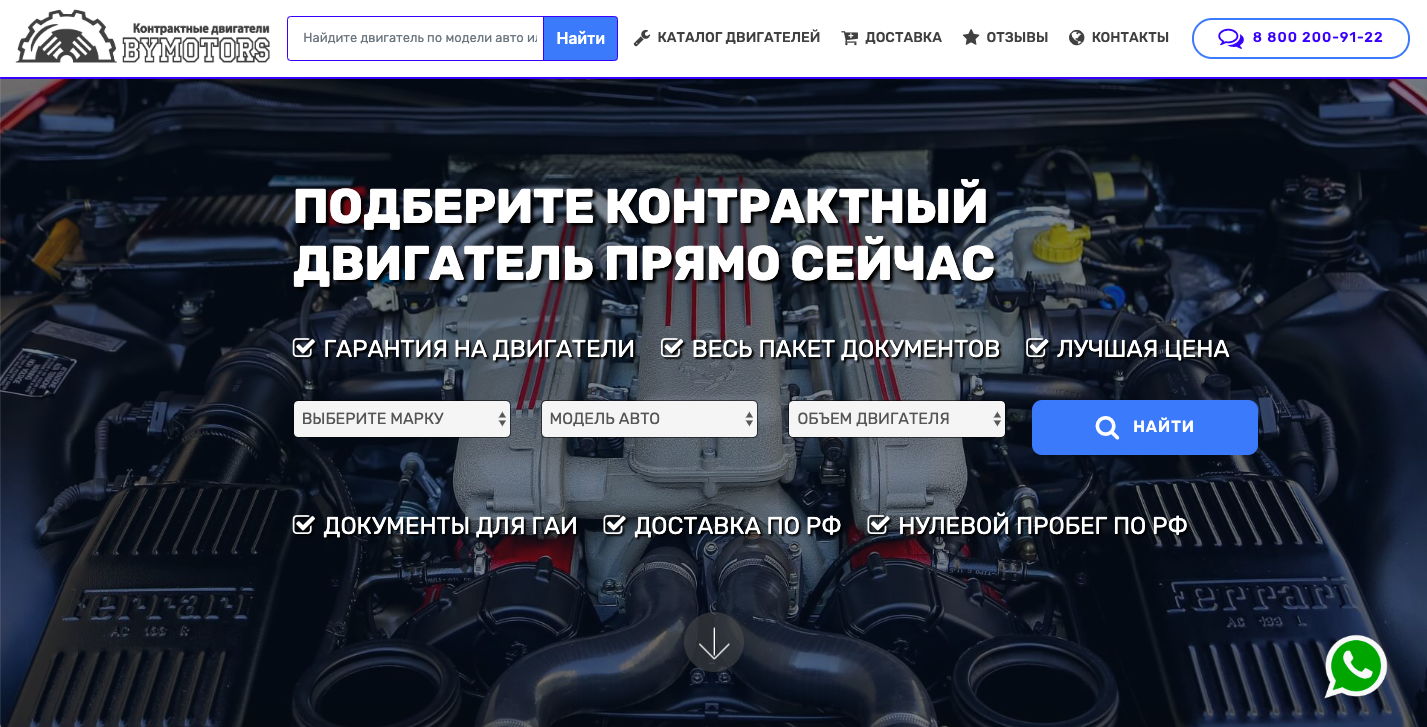 Контрактные двигатели
BYMOTORS
Найдите двигатель по модели авто ил
Найти
КАТАЛОГ ДВИГАТЕЛЕЙ
ДОСТАВКА
ОТЗЫВЫ
КОНТАКТЫ
8 800 200-91-22
ПОДБЕРИТЕ КОНТРАКТНЫЙ
ДВИГАТЕЛЬ ПРЯМО СЕЙЧАС
ГАРАНТИЯ НА ДВИГАТЕЛИ
ВЕСЬ ПАКЕТ ДОКУМЕНТОВ
ЛУЧШАЯ ЦЕНА
ВЫБЕРИТЕ МАРКУ
МОДЕЛЬ АВТО
ОБЪЕМ ДВИГАТЕЛЯ
НАЙТИ
ДОКУМЕНТЫ ДЛЯ ГАИ
ДОСТАВКА ПО РФ
НУЛЕВОЙ ПРОБЕГ ПО РФ
Ferrari
Ferrari